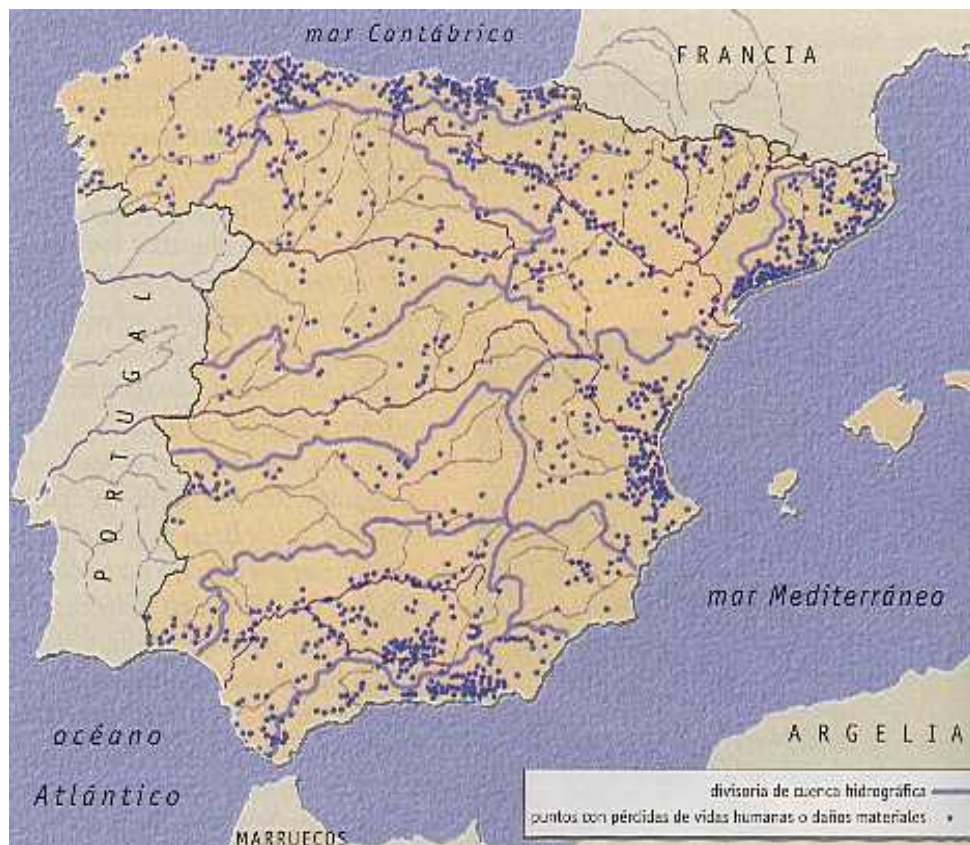 mar Cantábrico
FRANCIA
PORTUGAL
mar Mediterráneo
océano
Atlántico
ARGELIA
MARRUECOS
divisoria de cuenca hidrográfica
puntos con pérdidas de vidas humanas o daños materiales